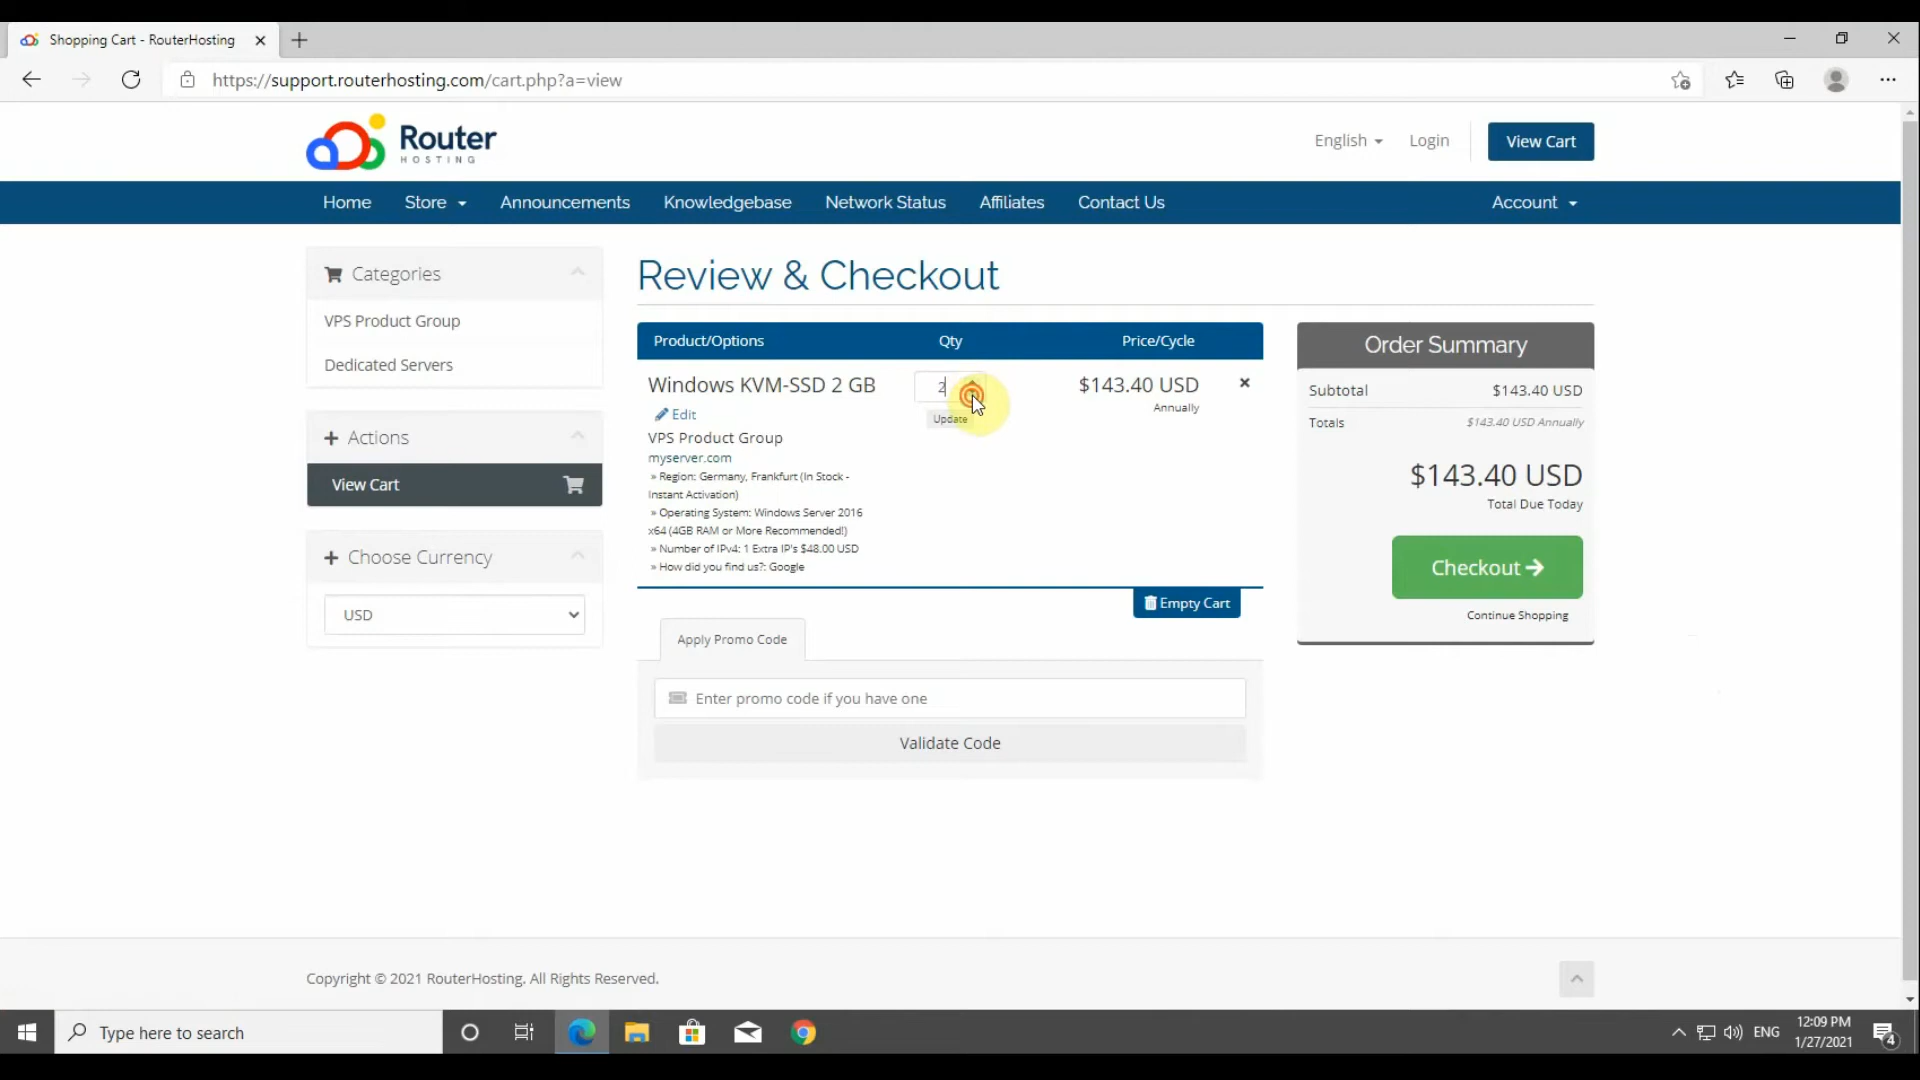 Shopping Cart - RouterHosting
https://support.routerhosting.com/cart.php?a=view
Router
HOSTING
English
Login
View Cart
Home
Store
Announcements
Knowledgebase
Network Status
Affiliates
Contact Us
Account
Categories
VPS Product Group
Dedicated Servers
Actions
View Cart
Choose Currency
USD
Review & Checkout
Product/Options
Qty
Price/Cycle
Windows KVM-SSD 2 GB
2
$143.40 USD
Edit
Update
Annually
VPS Product Group
myserver.com
» Region: Germany, Frankfurt (In Stock -
Instant Activation)
» Operating System: Windows Server 2016
x64 (4GB RAM or More Recommended!)
» Number of IPv4: 1 Extra IP's $48.00 USD
» How did you find us?: Google
Empty Cart
Apply Promo Code
Enter promo code if you have one
Validate Code
Order Summary
Subtotal $143.40 USD
Totals $143.40 USD Annually
$143.40 USD
Total Due Today
Checkout
Continue Shopping
Copyright © 2021 RouterHosting. All Rights Reserved.
Type here to search
ENG
12:09 PM
1/27/2021
4